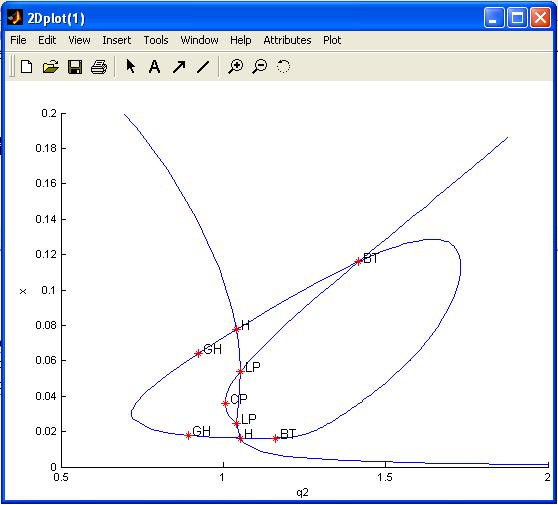 2Dplot(1)
File Edit View Insert Tools Window Help Attributes Plot
A
0.2
0.18
0.16
0.14
0.12
0.1
0.08
0.06
0.04
0.02
0
x
BT
H
GH
LP
CP
LP
GH
H
BT
0.5
1
1.5
2
q2